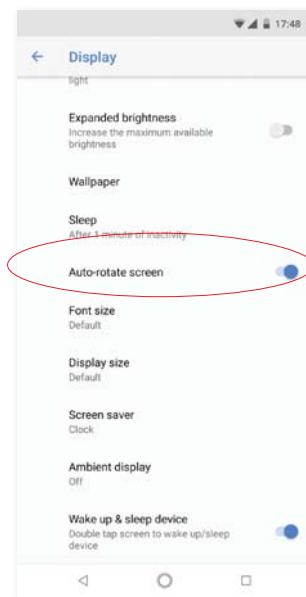 17:48
Display
light
Expanded brightness
Increase the maximum available
brightness
Wallpaper
Sleep
After 1 minute of inactivity
Auto-rotate screen
Font size
Default
Display size
Default
Screen saver
Clock
Ambient display
Off
Wake up & sleep device
Double tap screen to wake up/sleep
device